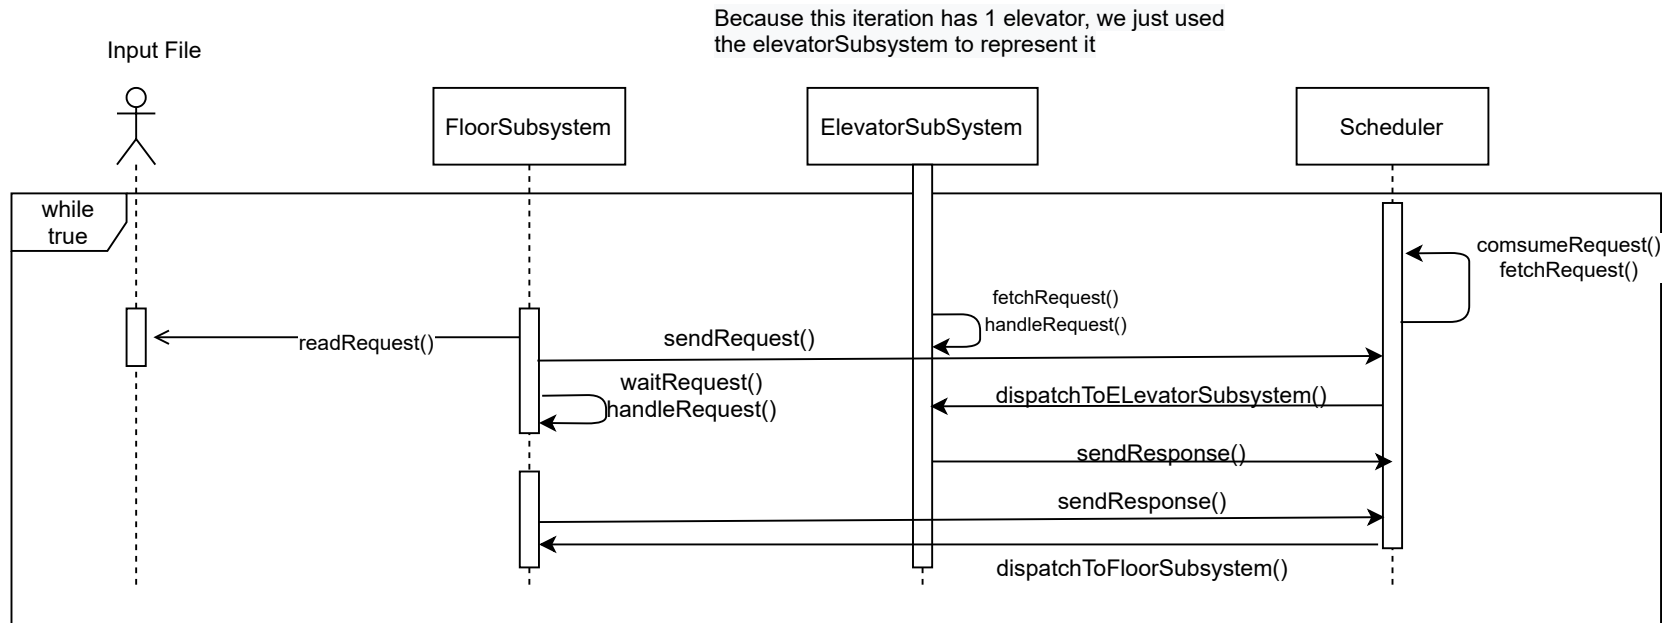 Because this iteration has 1 elevator, we just used
the elevatorSubsystem to represent it
Input File
FloorSubsystem
ElevatorSubSystem
Scheduler
while
true
comsumeRequest()
fetchRequest()
fetchRequest()
handleRequest()
readRequest()
sendRequest()
waitRequest()
handleRequest()
dispatchToELevatorSubsystem()
sendResponse()
sendResponse()
dispatchToFloorSubsystem()